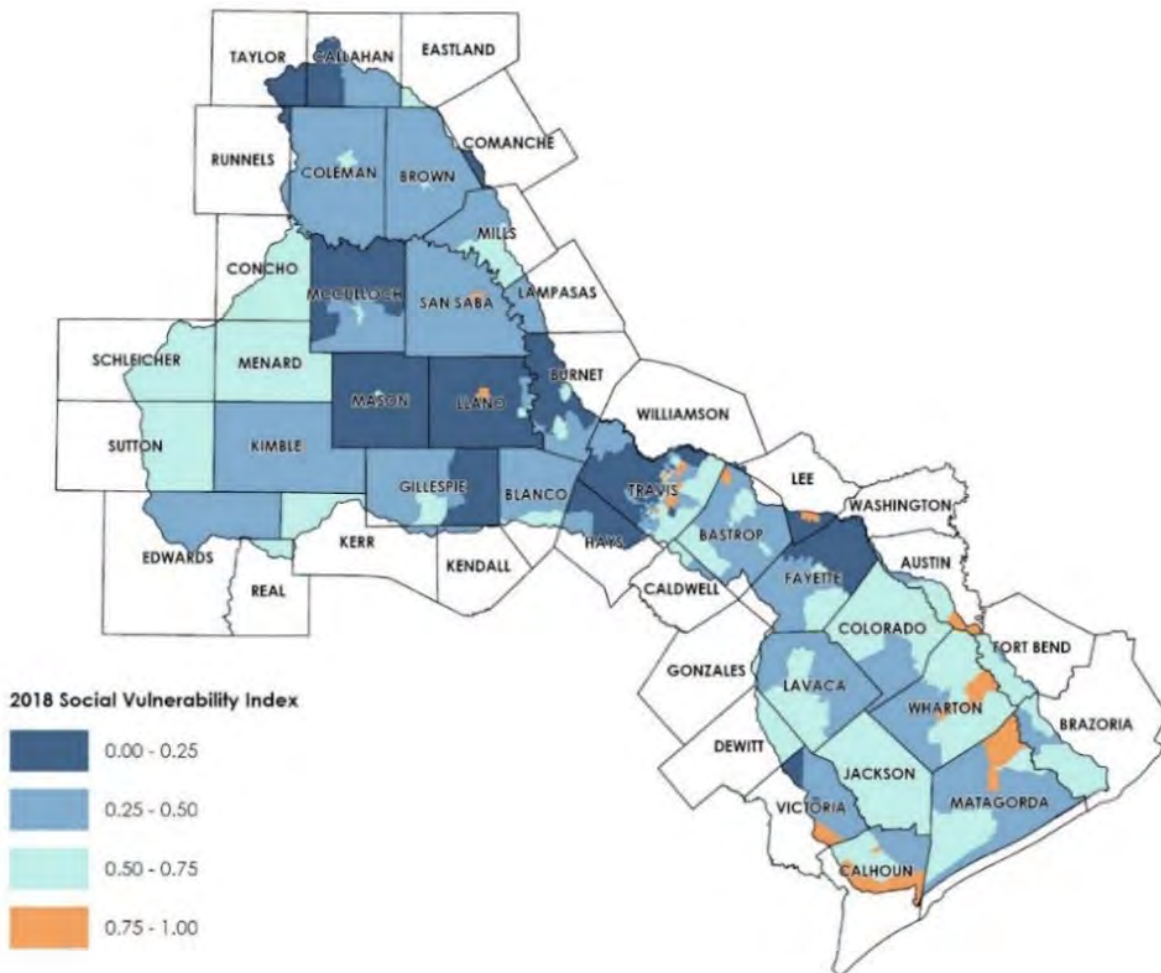 TAYLOR
CALLAHAN
EASTLAND
RUNNELS
COLEMAN
BROWN
COMANCHE
MILLS
CONCHO
MCCULLOCH
SAN SABA
LAMPASAS
SCHLEICHER
MENARD
MASON
LLANO
BURNET
SUTTON
KIMBLE
WILLIAMSON
GILLESPIE
BLANCO
TRAVIS
LEE
WASHINGTON
EDWARDS
REAL
KERR
KENDALL
HAYS
BASTROP
CALDWELL
FAYETTE
AUSTIN
COLORADO
FORT BEND
GONZALES
LAVACA
WHARTON
BRAZORIA
DEWITT
JACKSON
VICTORIA
MATAGORDA
CALHOUN
2018 Social Vulnerability Index
0.00 - 0.25
0.25 - 0.50
0.50 - 0.75
0.75 - 1.00